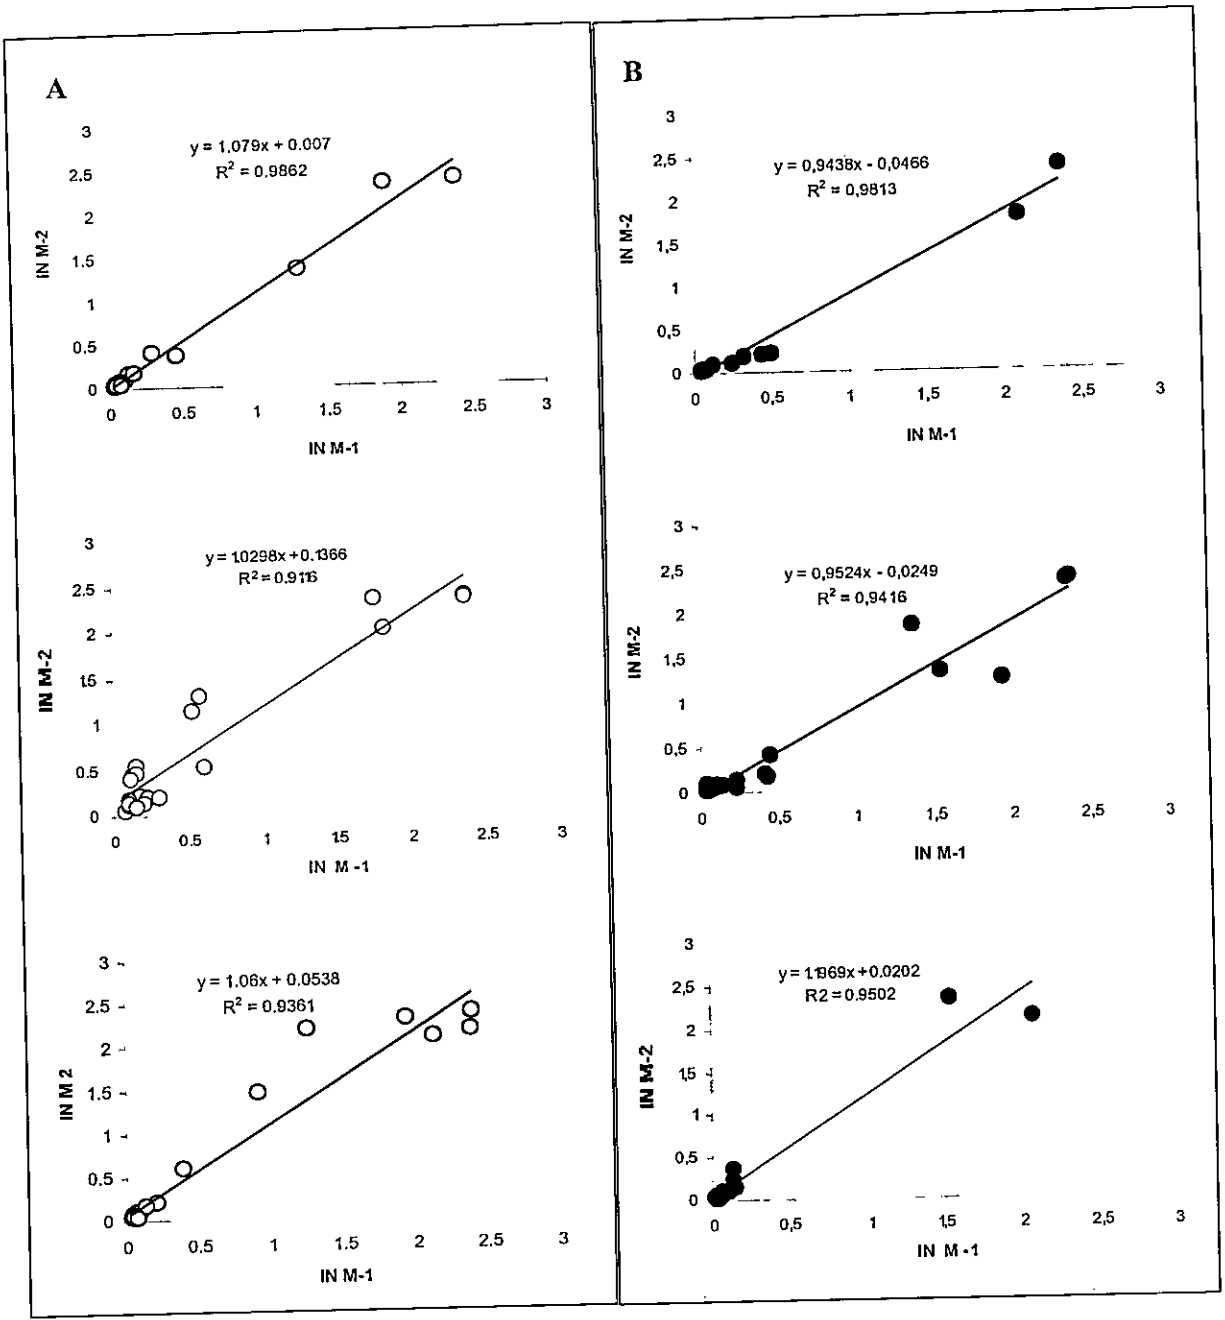 A
y = 1.079x + 0.007
R2 = 0.9862
3
2.5
2
1.5
1
0.5
0
IN M-2
0 0.5 1 1.5 2 2.5 3
IN M-1
y = 1.0298x + 0.1366
R2 = 0.9116
3
2.5
2
1.5
1
0.5
0
IN M-2
0 0.5 1 1.5 2 2.5 3
IN M -1
y = 1.06x + 0.0538
R2 = 0.9361
3
2.5
2
1.5
1
0.5
0
IN M 2
0 0.5 1 1.5 2 2.5 3
IN M-1
B
y = 0,9438x - 0,0466
R2 = 0,9813
3
2,5
2
1,5
1
0,5
0
IN M-2
0 0,5 1 1,5 2 2,5 3
IN M-1
y = 0,9524x - 0,0249
R2 = 0,9416
3
2,5
2
1,5
1
0,5
0
IN M-2
0 0,5 1 1,5 2 2,5 3
IN M-1
y = 1.1969x + 0.0202
R2 = 0.9502
3
2,5
2
1,5
1
0,5
0
IN M-2
0 0,5 1 1,5 2 2,5 3
IN M -1